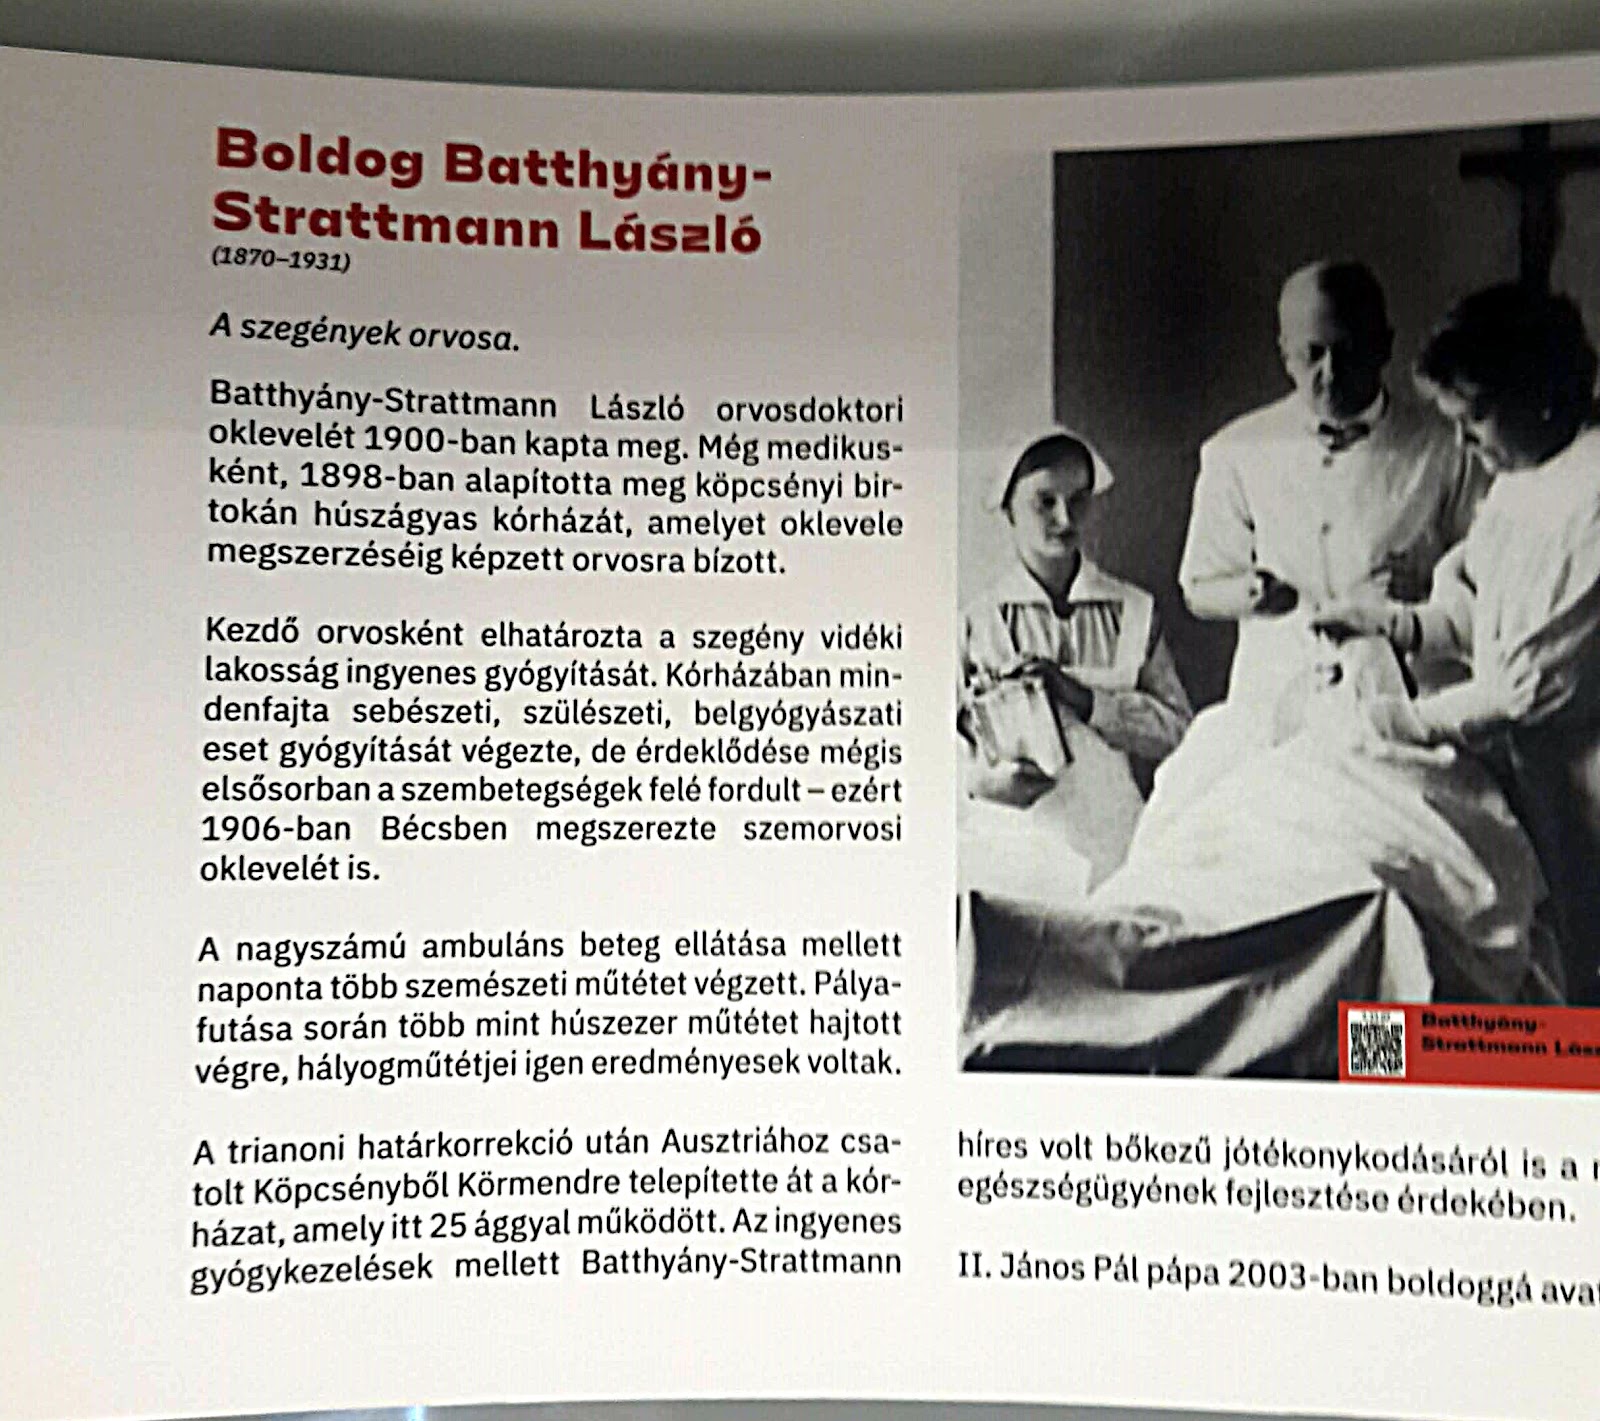 Boldog Batthyány-
Strattmann László
(1870–1931)
A szegények orvosa.
Batthyány-Strattmann László orvosdoktori
oklevelét 1900-ban kapta meg. Még medikus-
ként, 1898-ban alapította meg köpcsényi bir-
tokán húszágyas kórházát, amelyet oklevele
megszerzéséig képzett orvosra bízott.
Kezdő orvosként elhatározta a szegény vidéki
lakosság ingyenes gyógyítását. Kórházában min-
denfajta sebészeti, szülészeti, belgyógyászati
eset gyógyítását végezte, de érdeklődése mégis
elsősorban a szembetegségek felé fordult – ezért
1906-ban Bécsben megszerezte szemorvosi
oklevelét is.
A nagyszámú ambuláns beteg ellátása mellett
naponta több szemészeti műtétet végzett. Pálya-
futása során több mint húszezer műtétet hajtott
végre, hályogműtétjei igen eredményesek voltak.
A trianoni határkorrekció után Ausztriához csa-
tolt Köpcsényből Körmendre telepítette át a kór-
házat, amely itt 25 ággyal működött. Az ingyenes
gyógykezelések mellett Batthyány-Strattmann
Batthyány-
Strattmann
híres volt bőkezű jótékonykodásáról is a
egészségügyének fejlesztése érdekében.
II. János Pál pápa 2003-ban boldoggá